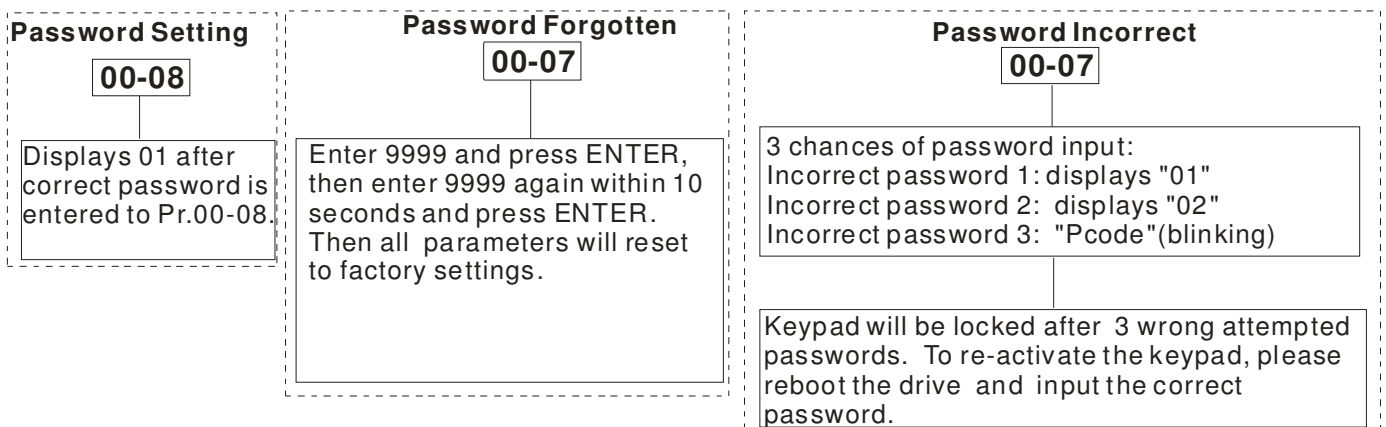 Password Setting
00-08
Displays 01 after
correct password is
entered to Pr.00-08.
Password Forgotten
00-07
Enter 9999 and press ENTER,
then enter 9999 again within 10
seconds and press ENTER.
Then all parameters will reset
to factory settings.
Password Incorrect
00-07
3 chances of password input:
Incorrect password 1: displays "01"
Incorrect password 2: displays "02"
Incorrect password 3: "Pcode"(blinking)
Keypad will be locked after 3 wrong attempted
passwords. To re-activate the keypad, please
reboot the drive and input the correct
password.